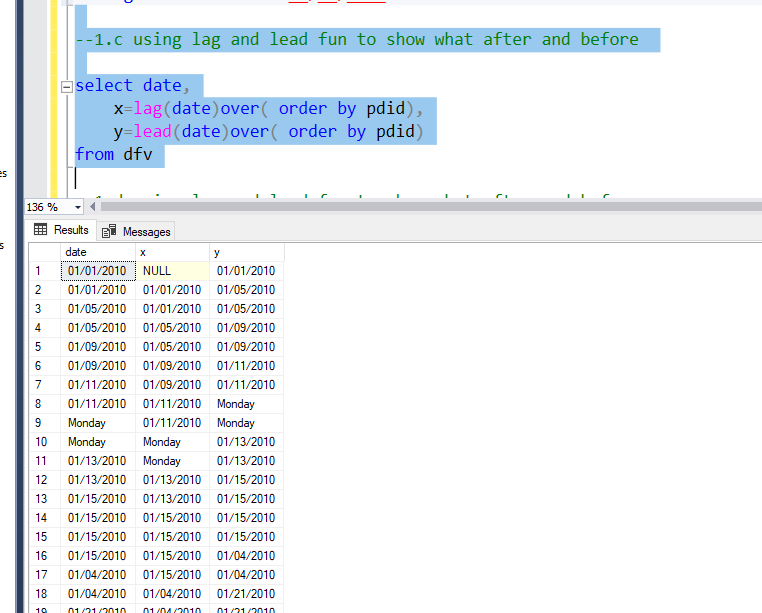 --1.c using lag and lead fun to show what after and before
select date,
x=lag(date)over( order by pdid),
y=lead(date)over( order by pdid)
from dfv
136 %
Results Messages
date x y
1 01/01/2010 NULL 01/01/2010
2 01/01/2010 01/01/2010 01/05/2010
3 01/05/2010 01/01/2010 01/05/2010
4 01/05/2010 01/05/2010 01/09/2010
5 01/09/2010 01/05/2010 01/09/2010
6 01/09/2010 01/09/2010 01/11/2010
7 01/11/2010 01/09/2010 01/11/2010
8 01/11/2010 01/11/2010 Monday
9 Monday 01/11/2010 Monday
10 Monday Monday 01/13/2010
11 01/13/2010 Monday 01/13/2010
12 01/13/2010 01/13/2010 01/15/2010
13 01/15/2010 01/13/2010 01/15/2010
14 01/15/2010 01/15/2010 01/15/2010
15 01/15/2010 01/15/2010 01/15/2010
16 01/15/2010 01/15/2010 01/04/2010
17 01/04/2010 01/15/2010 01/04/2010
18 01/04/2010 01/04/2010 01/21/2010
19 01/21/2010 01/04/2010 01/21/2010